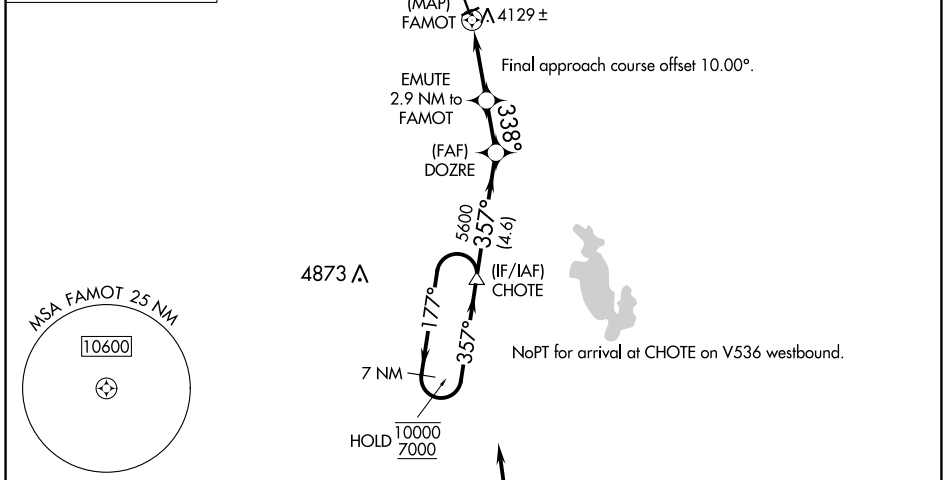 (MAP)
FAMOT
4129 ±
Final approach course offset 10.00°.
EMUTE
2.9 NM to
FAMOT
338°
(FAF)
DOZRE
5600
357°
(4.6)
4873
(IF/IAF)
CHOTE
MSA FAMOT 25 NM
10600
177°
357°
NoPT for arrival at CHOTE on V536 westbound.
7 NM
HOLD
10000
7000